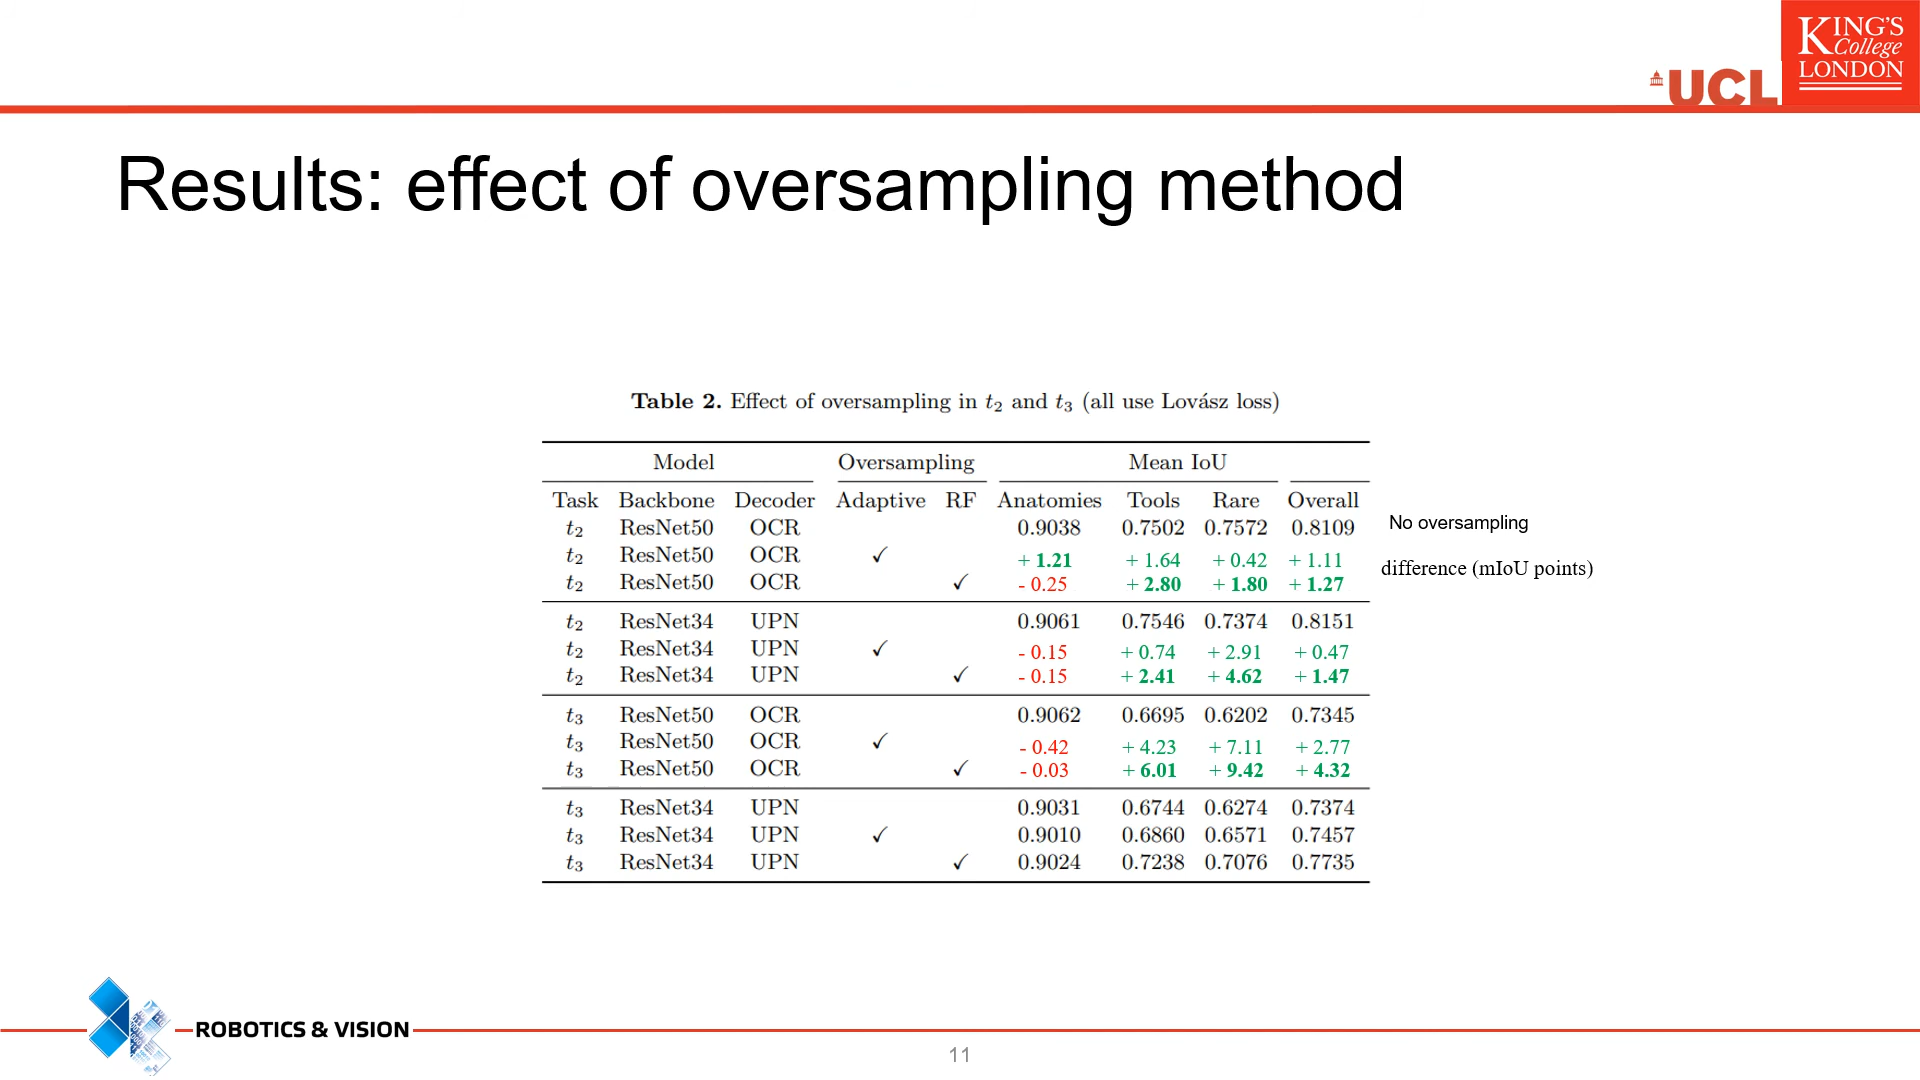 KING'S
College
LONDON
UCL
Results: effect of oversampling method
Table 2. Effect of oversampling in t₂ and t₃ (all use Lovász loss)
Model Oversampling Mean IoU
Task Backbone Decoder Adaptive RF Anatomies Tools Rare Overall
t₂ ResNet50 OCR 0.9038 0.7502 0.7572 0.8109 No oversampling
t₂ ResNet50 OCR ✓ + 1.21 + 1.64 + 0.42 + 1.11 difference (mIoU points)
t₂ ResNet50 OCR ✓ - 0.25 + 2.80 + 1.80 + 1.27
t₂ ResNet34 UPN 0.9061 0.7546 0.7374 0.8151
t₂ ResNet34 UPN ✓ - 0.15 + 0.74 + 2.91 + 0.47
t₂ ResNet34 UPN ✓ - 0.15 + 2.41 + 4.62 + 1.47
t₃ ResNet50 OCR 0.9062 0.6695 0.6202 0.7345
t₃ ResNet50 OCR ✓ - 0.42 + 4.23 + 7.11 + 2.77
t₃ ResNet50 OCR ✓ - 0.03 + 6.01 + 9.42 + 4.32
t₃ ResNet34 UPN 0.9031 0.6744 0.6274 0.7374
t₃ ResNet34 UPN ✓ 0.9010 0.6860 0.6571 0.7457
t₃ ResNet34 UPN ✓ 0.9024 0.7238 0.7076 0.7735
ROBOTICS & VISION
11